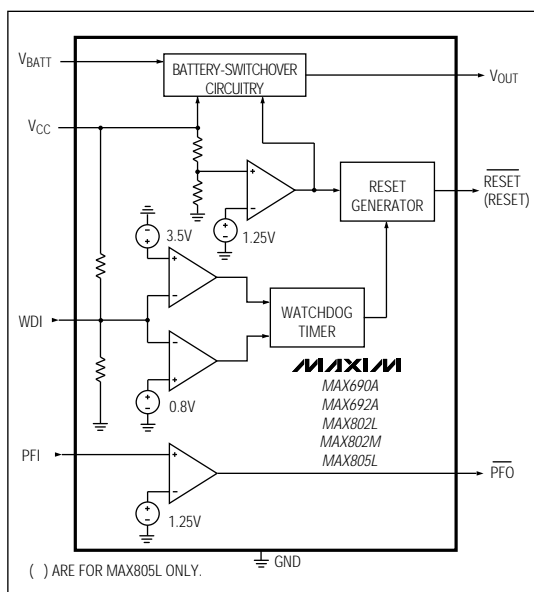 VBATT
BATTERY-SWITCHOVER
CIRCUITRY
VOUT
VCC
RESET
GENERATOR
RESET
(RESET)
3.5V
1.25V
WDI
WATCHDOG
TIMER
MAXIM
MAX690A
MAX692A
MAX802L
MAX802M
MAX805L
0.8V
PFI
PFO
1.25V
GND
( ) ARE FOR MAX805L ONLY.